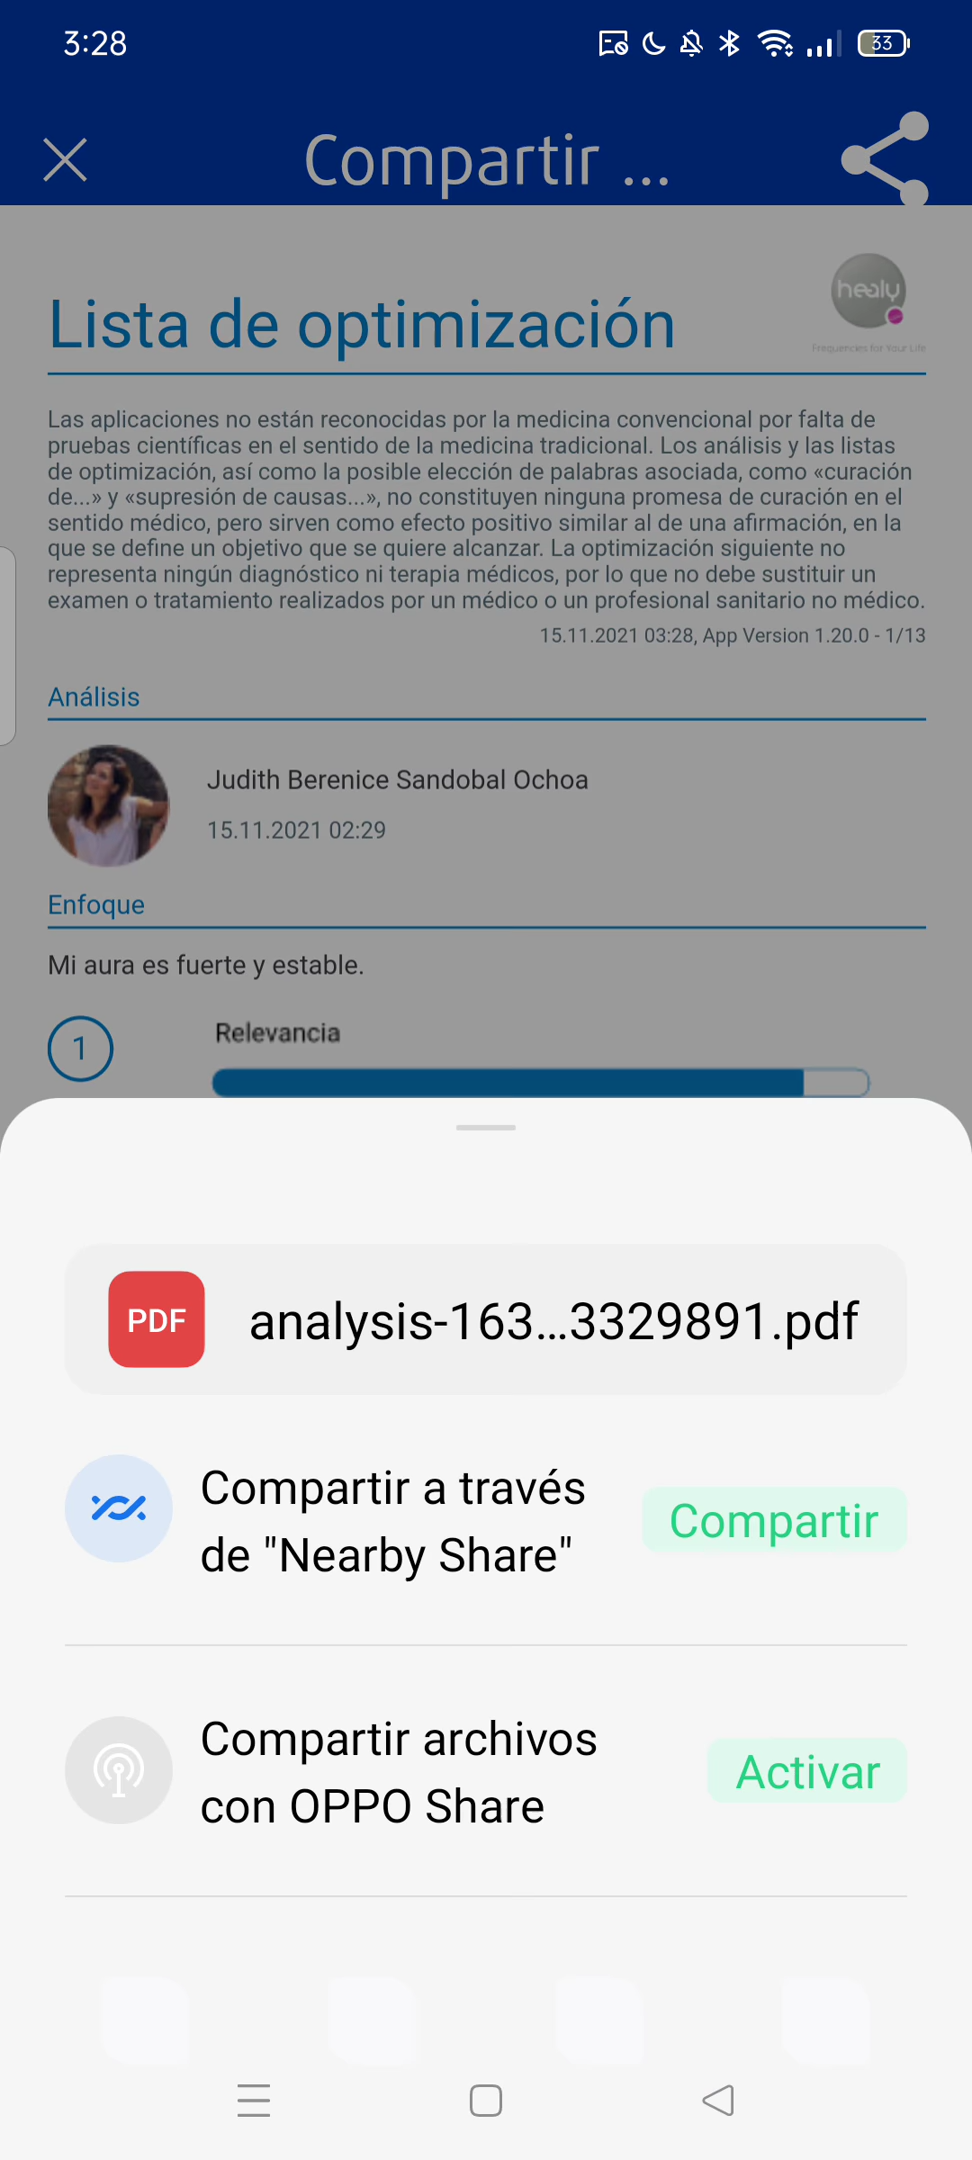 3:28
33
Compartir ...
healy
Lista de optimización
Frequencies for Your Life
Las aplicaciones no están reconocidas por la medicina convencional por falta de
pruebas científicas en el sentido de la medicina tradicional. Los análisis y las listas
de optimización, así como la posible elección de palabras asociada, como «curación
de...» y «supresión de causas...», no constituyen ninguna promesa de curación en el
sentido médico, pero sirven como efecto positivo similar al de una afirmación, en la
que se define un objetivo que se quiere alcanzar. La optimización siguiente no
representa ningún diagnóstico ni terapia médicos, por lo que no debe sustituir un
examen o tratamiento realizados por un médico o un profesional sanitario no médico.
15.11.2021 03:28, App Version 1.20.0 - 1/13
Análisis
Judith Berenice Sandobal Ochoa
15.11.2021 02:29
Enfoque
Mi aura es fuerte y estable.
1
Relevancia
PDF
analysis-163...3329891.pdf
Compartir a través
de "Nearby Share"
Compartir
Compartir archivos
con OPPO Share
Activar